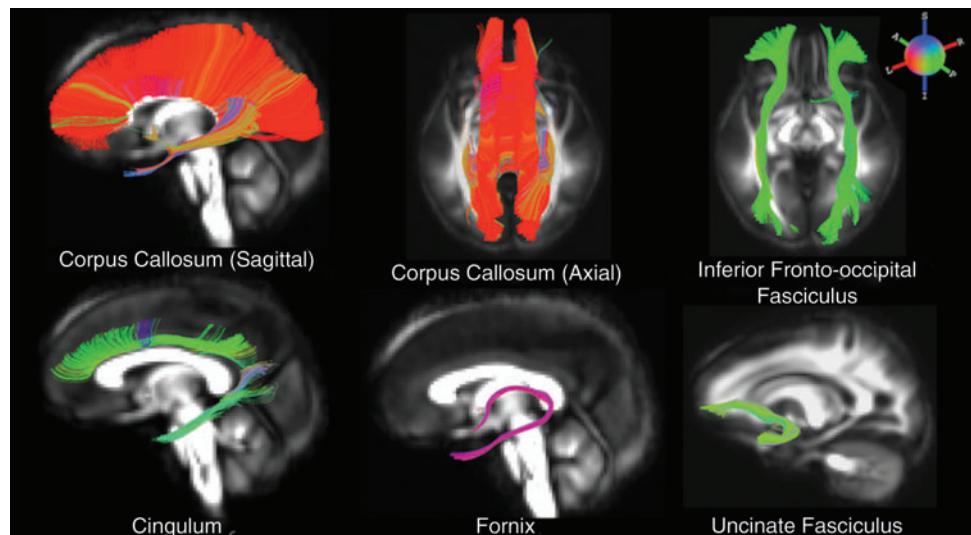 Corpus Callosum (Sagittal)
Corpus Callosum (Axial)
Inferior Fronto-occipital
Fasciculus
Cingulum
Fornix
Uncinate Fasciculus
S
A
R
L
P
I